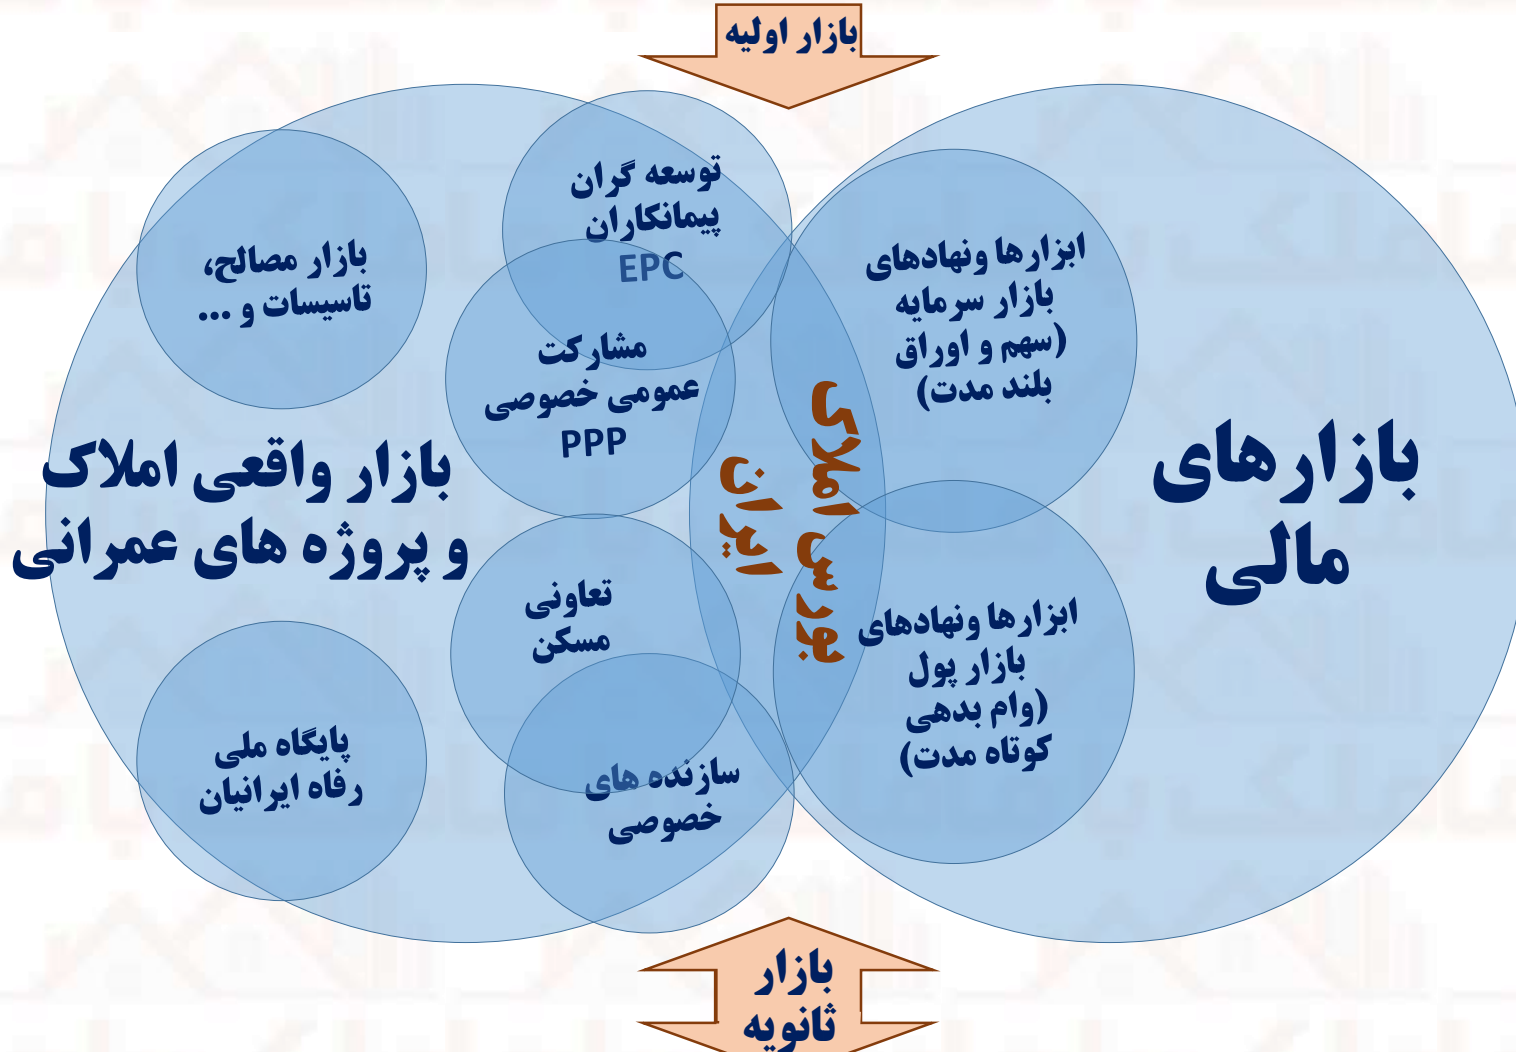 بازار اولیه
بازارهای
مالی
ابزارها ونهادهای
بازار سرمایه
(سهم و اوراق
بلند مدت)
ابزارها ونهادهای
بازار پول
(وام بدهی
کوتاه مدت)
بورس املاک
ایران
توسعه گران
پیمانکاران
EPC
مشارکت
عمومی خصوصی
PPP
تعاونی
مسکن
سازنده های
خصوصی
بازار مصالح،
تاسیسات و ...
بازار واقعی املاک
و پروژه های عمرانی
پایگاه ملی
رفاه ایرانیان
بازار
ثانویه